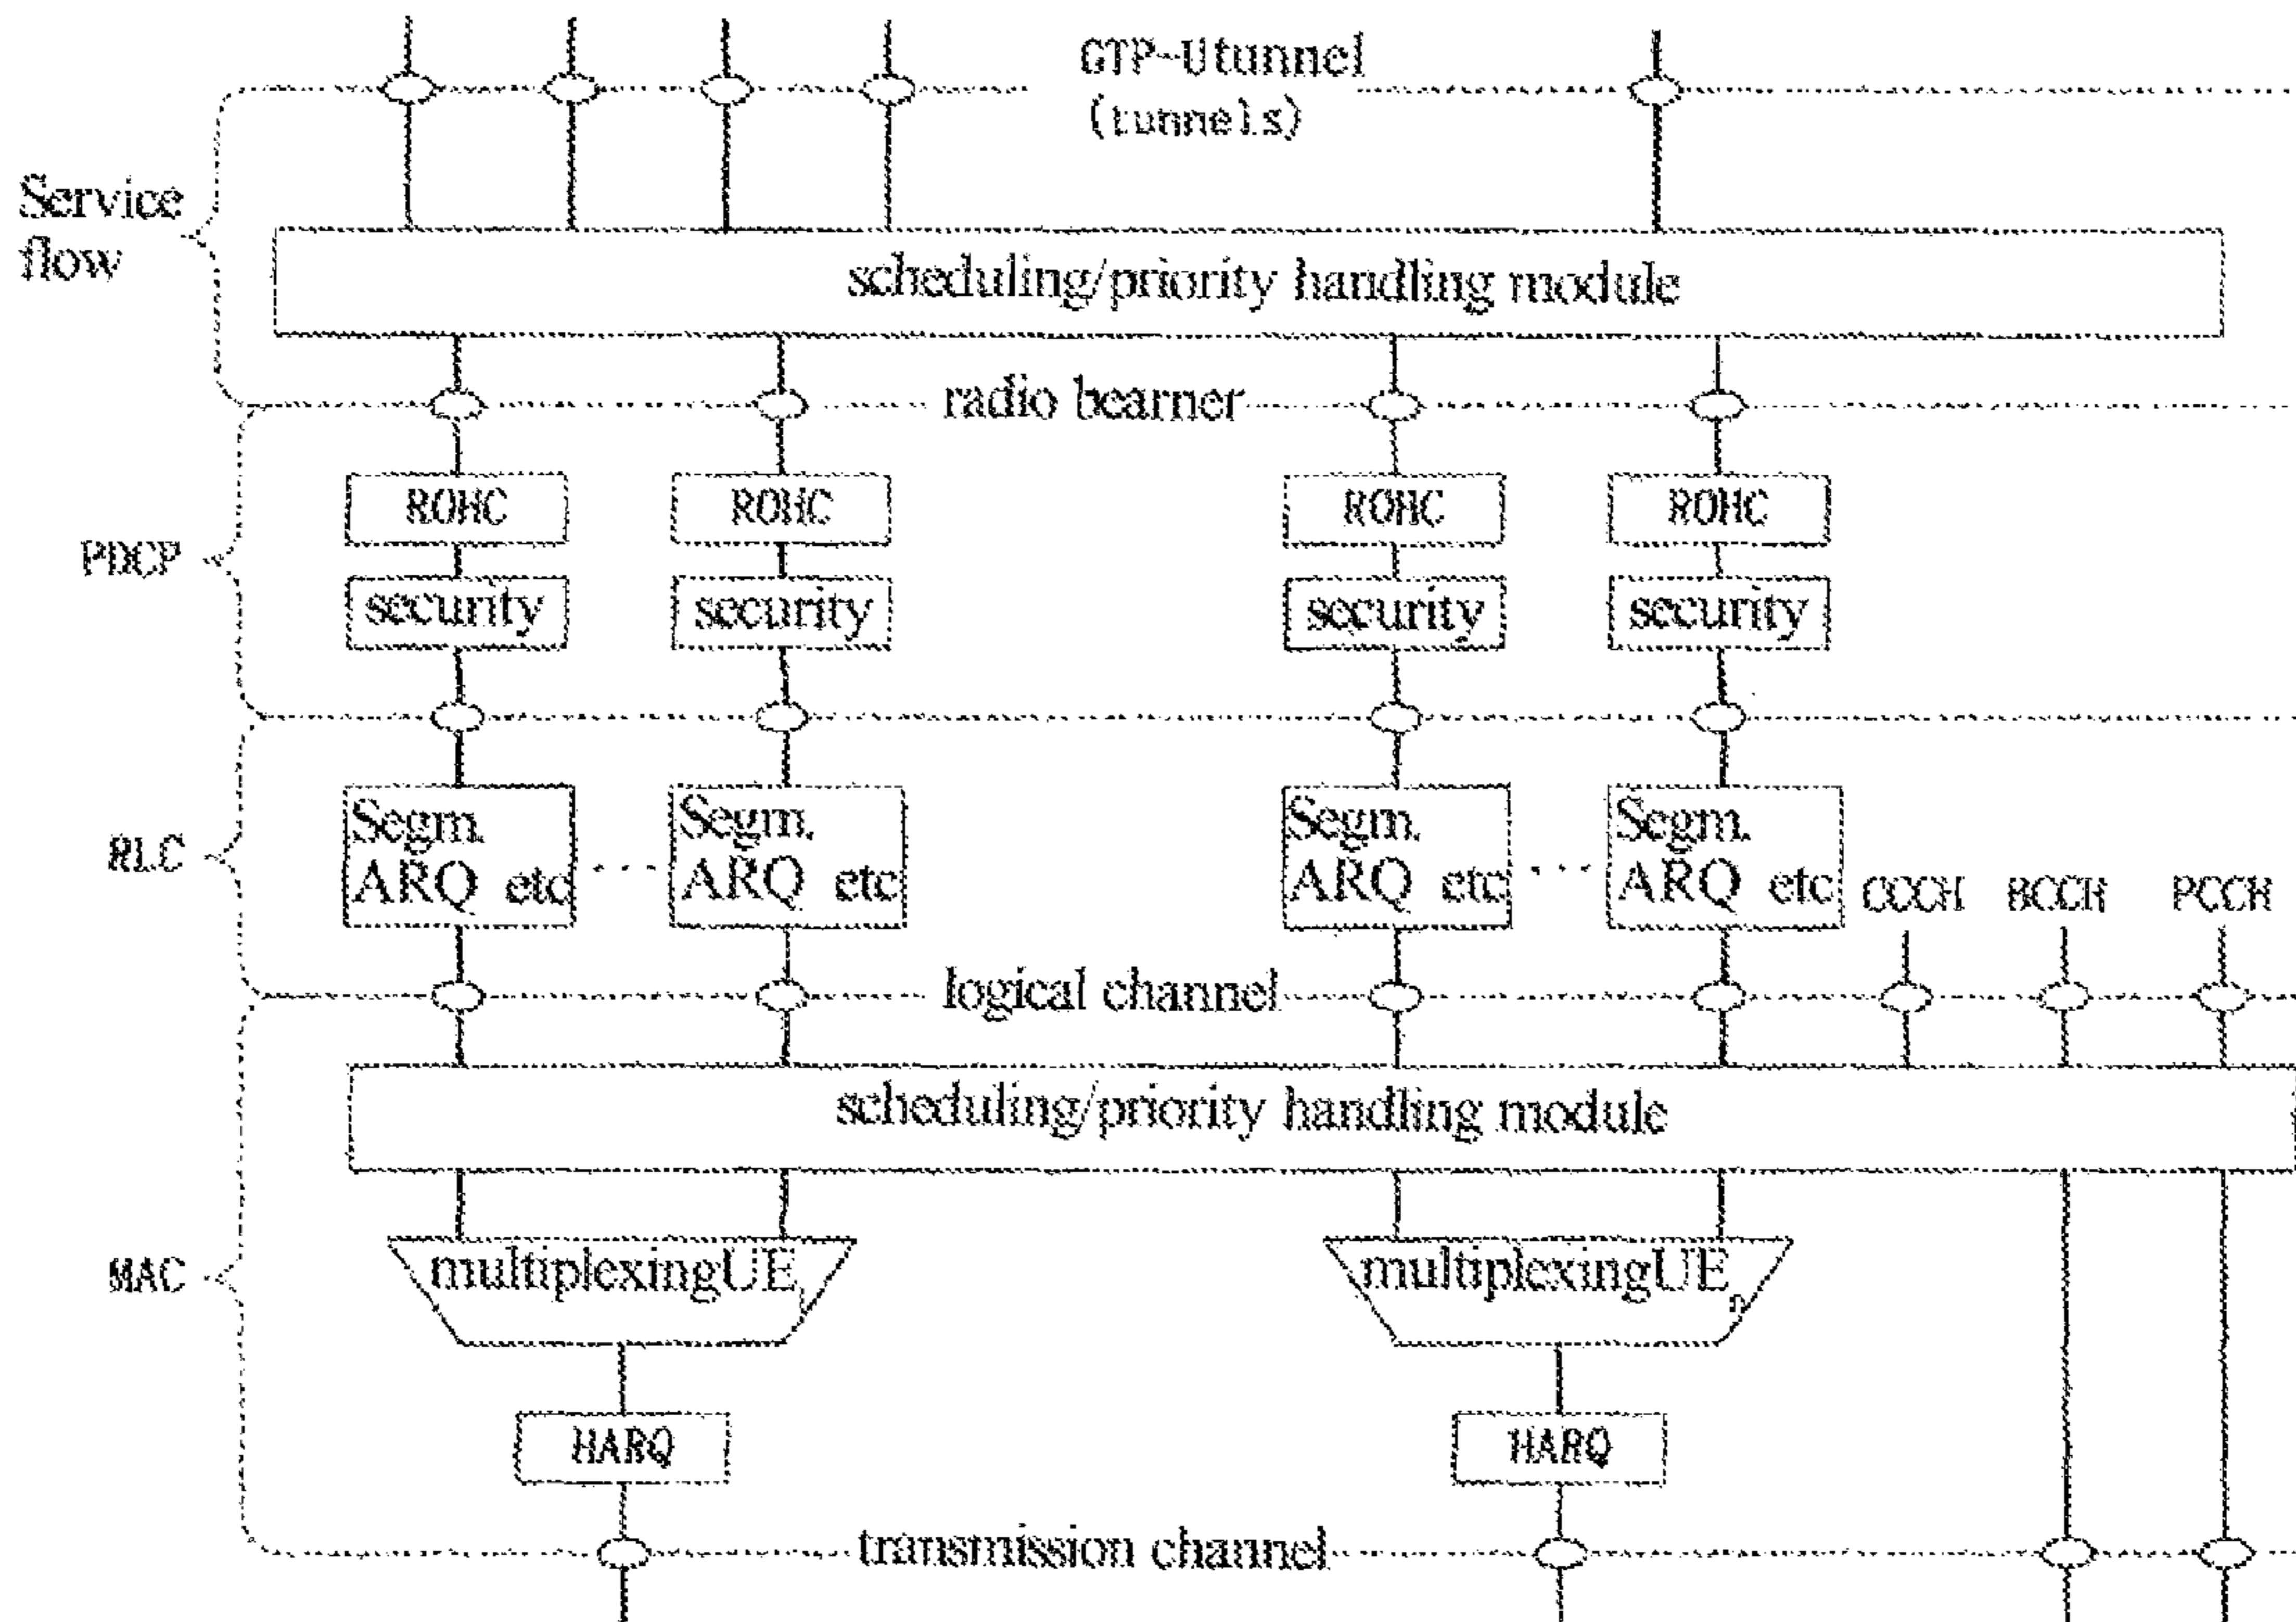 GTP-Utunnel
(tunnels)
Service
flow
scheduling/priority handling module
radio bearner
PDCP
ROHC
ROHC
ROHC
ROHC
security
security
security
security
RLC
Segm.
ARQ etc
...
Segm.
ARQ etc
Segm.
ARQ etc
...
Segm.
ARQ etc
CCCH
BCCH
PCCH
logical channel
scheduling/priority handling module
MAC
multiplexingUE1
multiplexingUEn
HARQ
HARQ
transmission channel